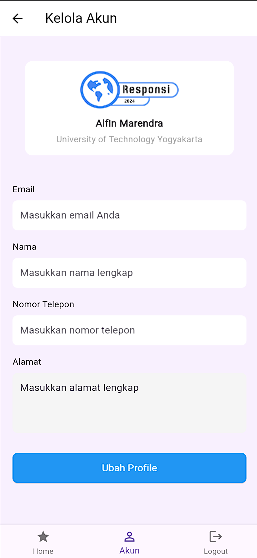 Kelola Akun
Responsi
2024
Alfin Marendra
University of Technology Yogyakarta
Email
Masukkan email Anda
Nama
Masukkan nama lengkap
Nomor Telepon
Masukkan nomor telepon
Alamat
Masukkan alamat lengkap
Ubah Profile
Home
Akun
Logout